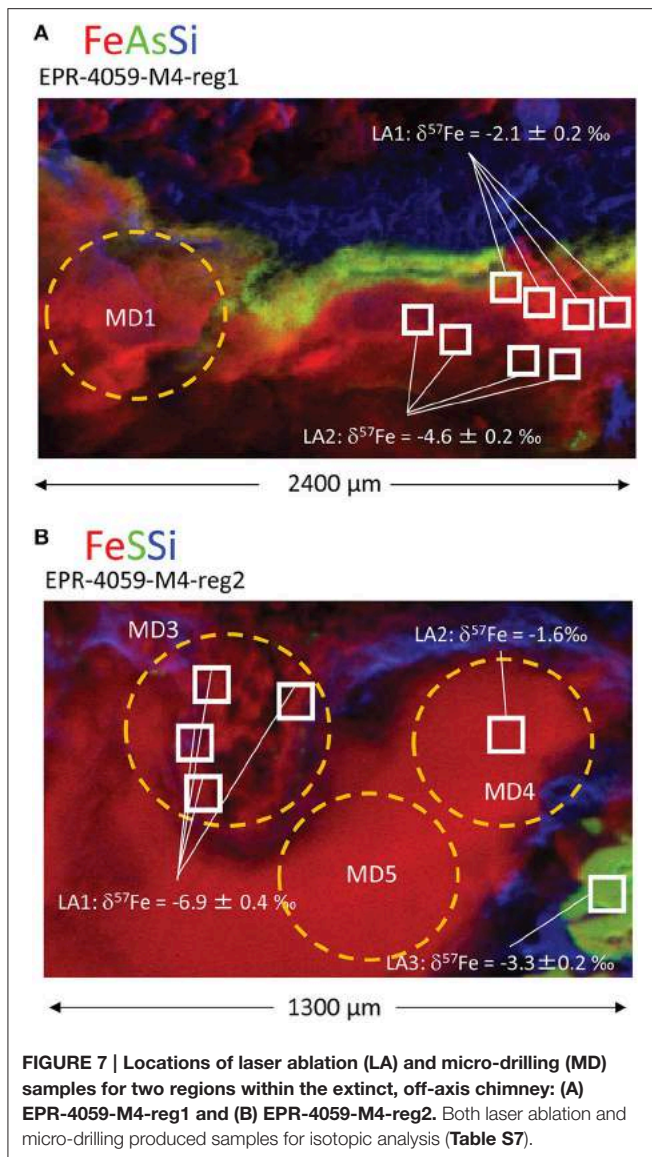 A FeAsSi
EPR-4059-M4-reg1
LA1: δ⁵⁷Fe = -2.1 ± 0.2 ‰
MD1
LA2: δ⁵⁷Fe = -4.6 ± 0.2 ‰
2400 µm
B FeSSi
EPR-4059-M4-reg2
MD3
LA2: δ⁵⁷Fe = -1.6‰
MD4
MD5
LA1: δ⁵⁷Fe = -6.9 ± 0.4 ‰
LA3: δ⁵⁷Fe = -3.3 ± 0.2 ‰
1300 µm
FIGURE 7 | Locations of laser ablation (LA) and micro-drilling (MD)
samples for two regions within the extinct, off-axis chimney: (A)
EPR-4059-M4-reg1 and (B) EPR-4059-M4-reg2. Both laser ablation and
micro-drilling produced samples for isotopic analysis (Table S7).